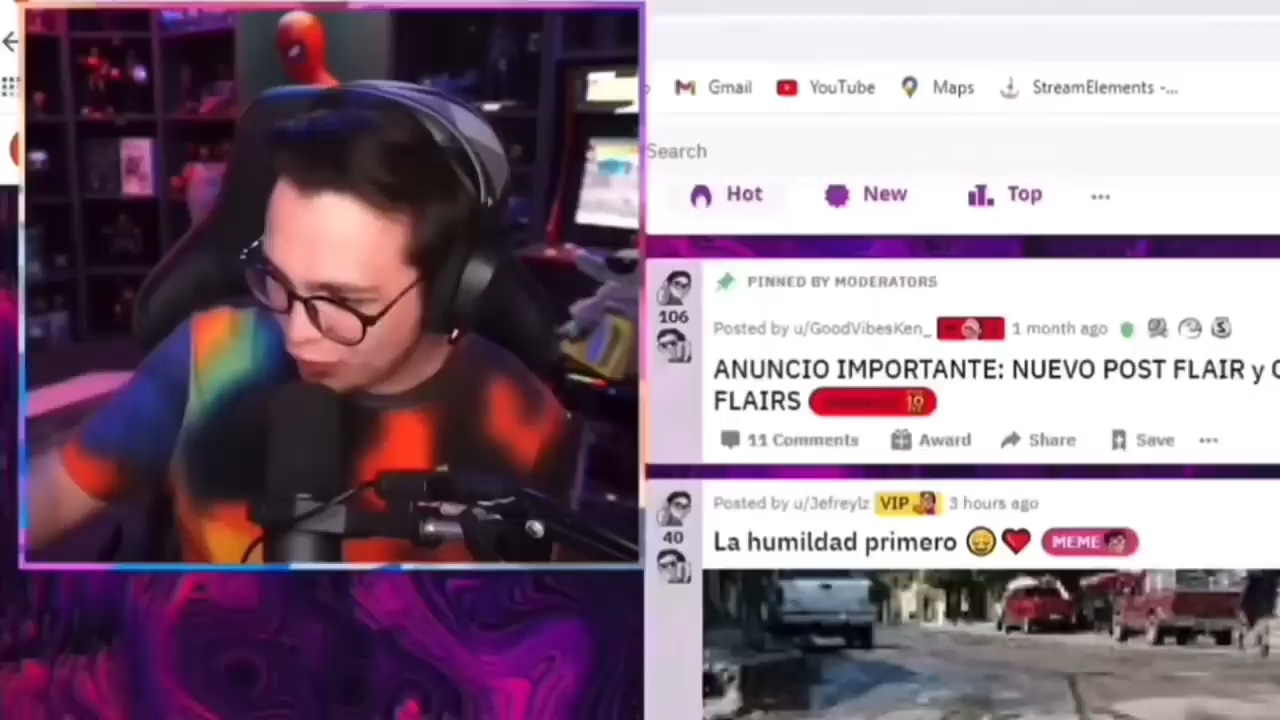 Gmail YouTube Maps StreamElements -...
Search
Hot New Top ...
PINNED BY MODERATORS
106
Posted by u/GoodVibesKen_ 1 month ago
ANUNCIO IMPORTANTE: NUEVO POST FLAIR y
FLAIRS 10
11 Comments Award Share Save ...
Posted by u/Jefreylz VIP 3 hours ago
40
La humildad primero MEME